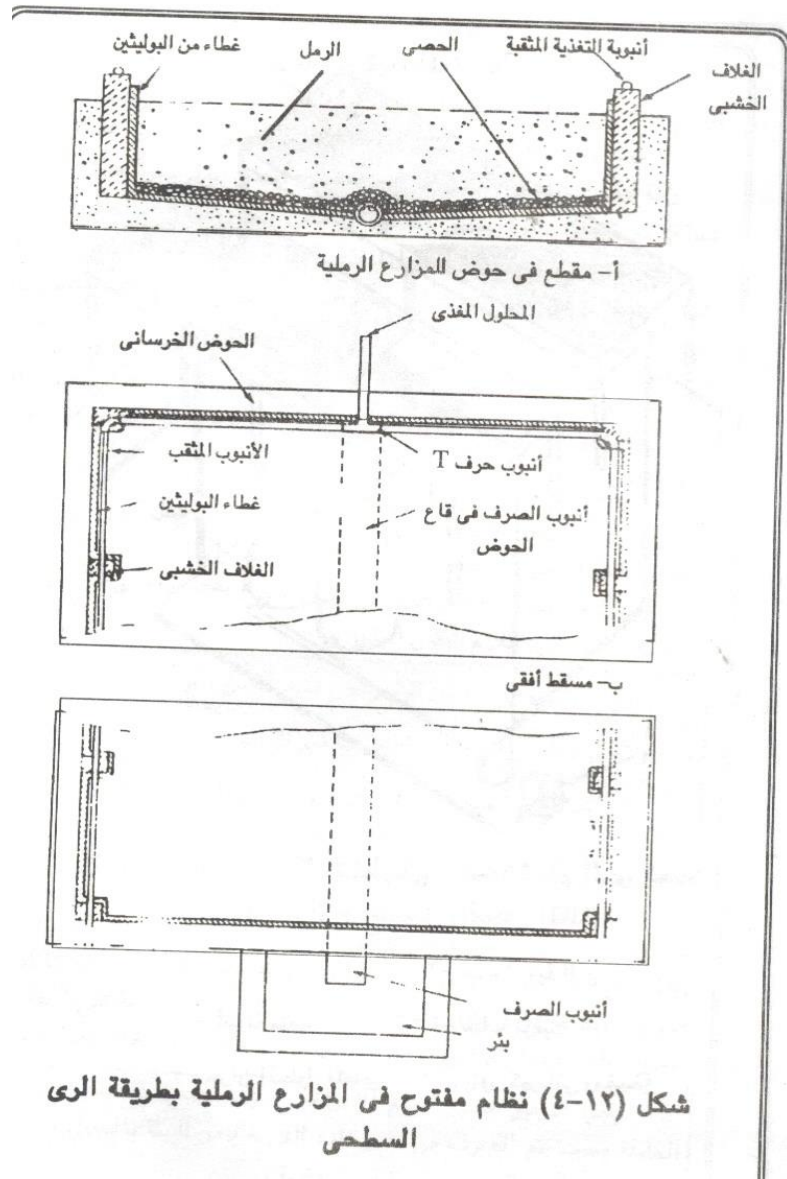 أنبوبة التغذية المثقبة
الغلاف
الخشبى
الحصى
الرمل
غطاء من البوليثين
أ- مقطع فى حوض للمزارع الرملية
المحلول المغذى
الحوض الخرسانى
أنبوب حرف T
الأنبوب المثقب
غطاء البوليثين
أنبوب الصرف فى قاع
الحوض
الغلاف الخشبى
ب- مسقط أفقى
أنبوب الصرف
بئر
شكل (١٢-٤) نظام مفتوح فى المزارع الرملية بطريقة الرى
السطحى